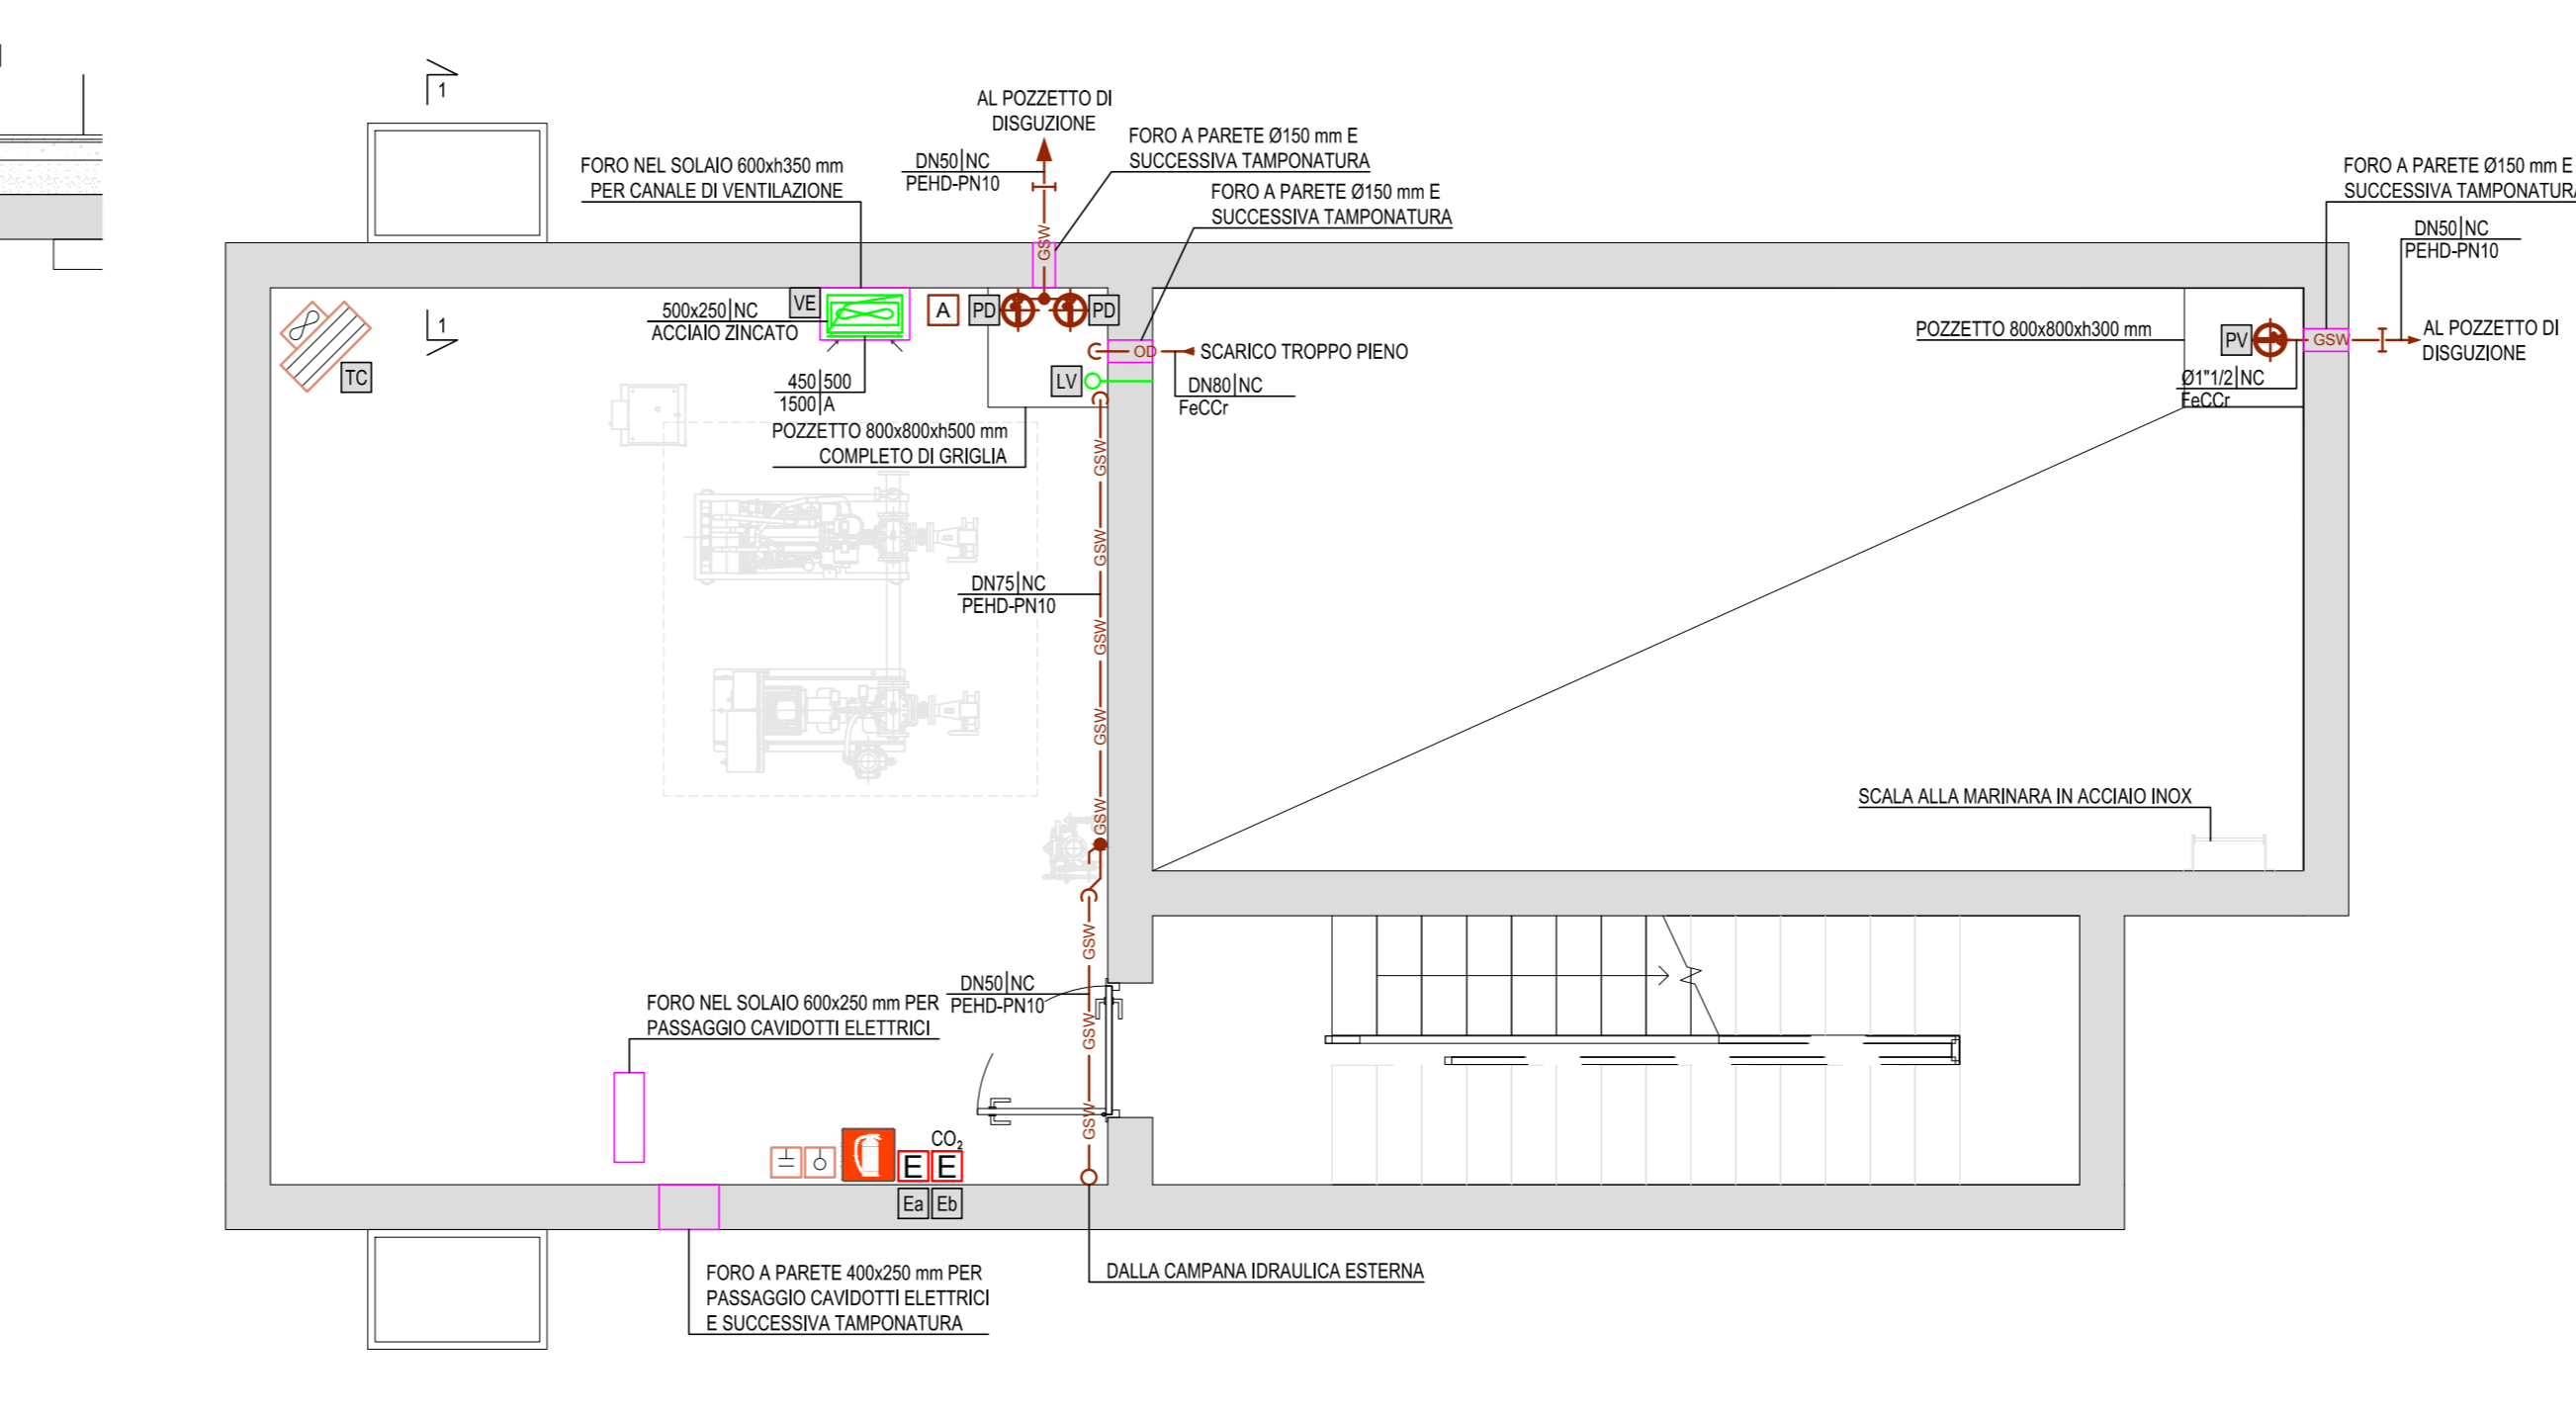 1
AL POZZETTO DI
DISGUZIONE
FORO A PARETE Ø150 mm E
SUCCESSIVA TAMPONATURA
DN50|NC
PEHD-PN10
FORO NEL SOLAIO 600xh350 mm
PER CANALE DI VENTILAZIONE
FORO A PARETE Ø150 mm E
SUCCESSIVA TAMPONATURA
FORO A PARETE Ø150 mm E
SUCCESSIVA TAMPONATURA
DN50|NC
PEHD-PN10
GSW
VE
500x250|NC
ACCIAIO ZINCATO
A
PD
PD
1
TC
OD
SCARICO TROPPO PIENO
LV
DN80|NC
FeCCr
450|500
1500|A
POZZETTO 800x800xh500 mm
COMPLETO DI GRIGLIA
POZZETTO 800x800xh300 mm
PV
GSW
AL POZZETTO DI
DISGUZIONE
Ø1"1/2|NC
FeCCr
GSW
GSW
DN75|NC
PEHD-PN10
GSW
GSW
GSW
SCALA ALLA MARINARA IN ACCIAIO INOX
GSW
DN50|NC
PEHD-PN10
GSW
GSW
FORO NEL SOLAIO 600x250 mm PER
PASSAGGIO CAVIDOTTI ELETTRICI
CO2
E
E
Ea
Eb
FORO A PARETE 400x250 mm PER
PASSAGGIO CAVIDOTTI ELETTRICI
E SUCCESSIVA TAMPONATURA
DALLA CAMPANA IDRAULICA ESTERNA